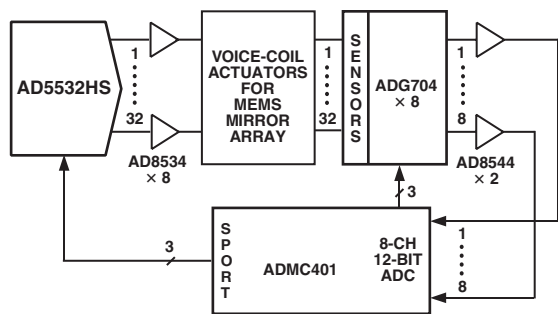 AD5532HS
1
32
AD8534
× 8
VOICE-COIL
ACTUATORS
FOR
MEMS
MIRROR
ARRAY
1
32
SENSORS
ADG704
× 8
1
8
AD8544
× 2
3
3
SPORT
ADMC401
8-CH
12-BIT
ADC
1
8